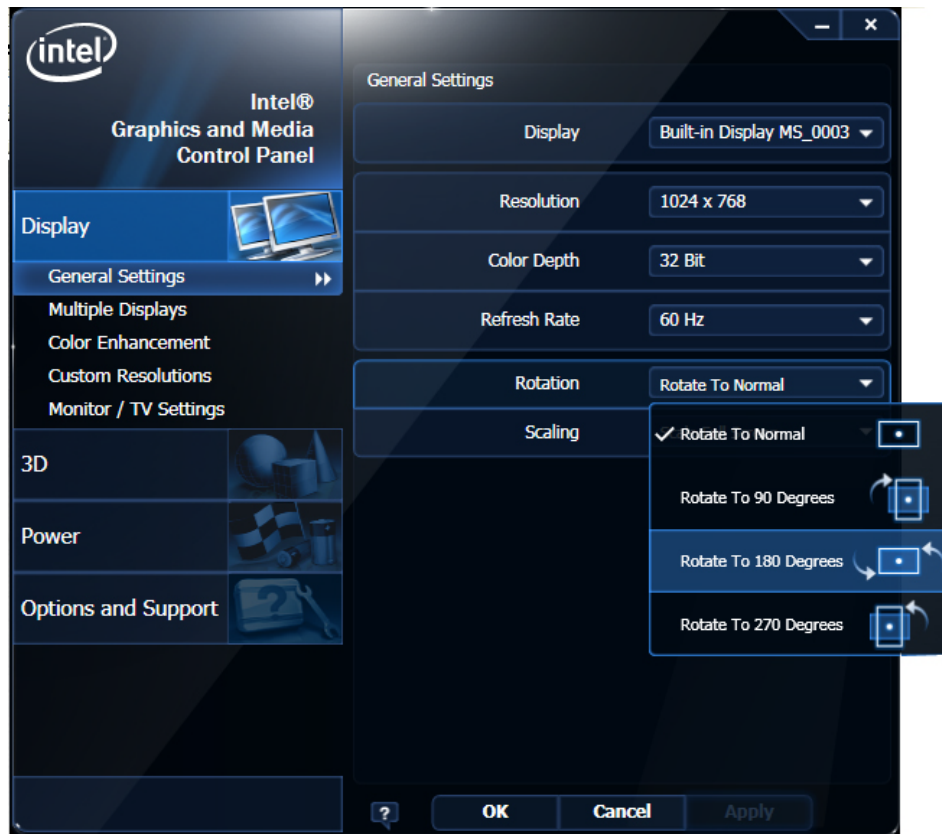 intel
Intel®
Graphics and Media
Control Panel
Display
General Settings
Multiple Displays
Color Enhancement
Custom Resolutions
Monitor / TV Settings
3D
Power
Options and Support
General Settings
Display Built-in Display MS_0003
Resolution 1024 x 768
Color Depth 32 Bit
Refresh Rate 60 Hz
Rotation Rotate To Normal
Scaling
Rotate To Normal
Rotate To 90 Degrees
Rotate To 180 Degrees
Rotate To 270 Degrees
? OK Cancel Apply